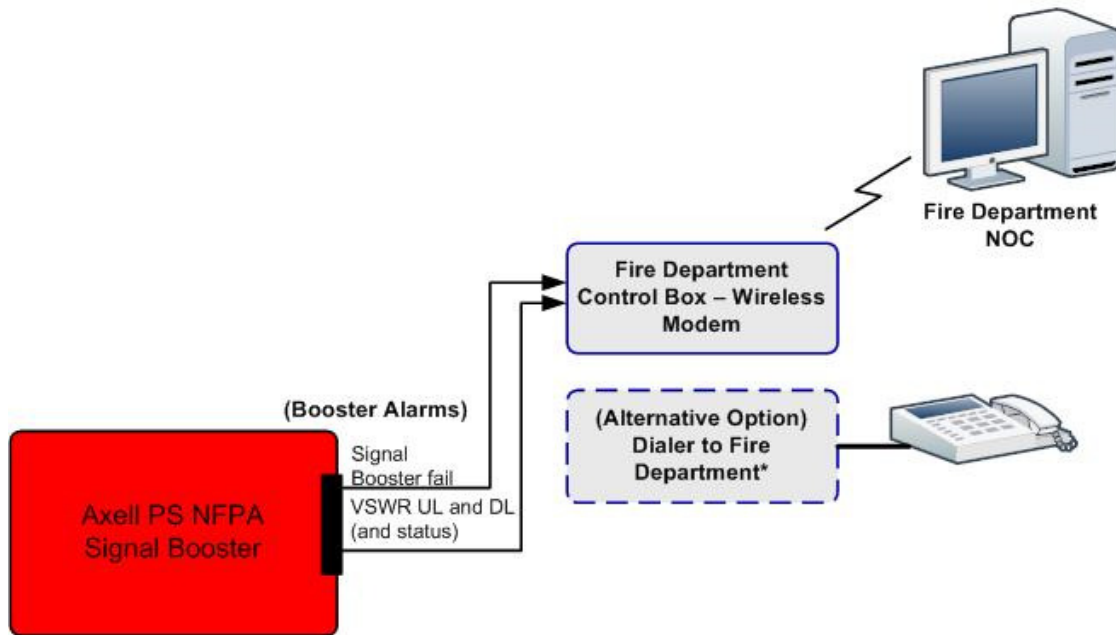 Fire Department
NOC
Fire Department
Control Box – Wireless
Modem
(Booster Alarms)
(Alternative Option)
Dialer to Fire
Department*
Signal
Booster fail
VSWR UL and DL
(and status)
Axell PS NFPA
Signal Booster